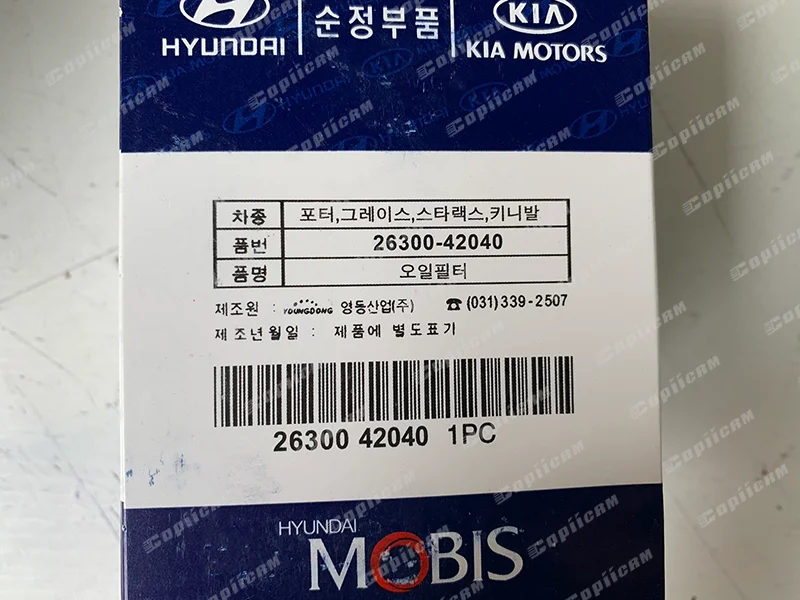 HYUNDAI 순정부품 KIA KIA MOTORS
차종 포터,그레이스,스타랙스,키니발
품번 26300-42040
품명 오일필터
제조원 : YOUNGDONG 영동산업(주) ☎ (031)339-2507
제조년월일 : 제품에 별도표기
26300 42040 1PC
HYUNDAI
MOBIS
Copiicam